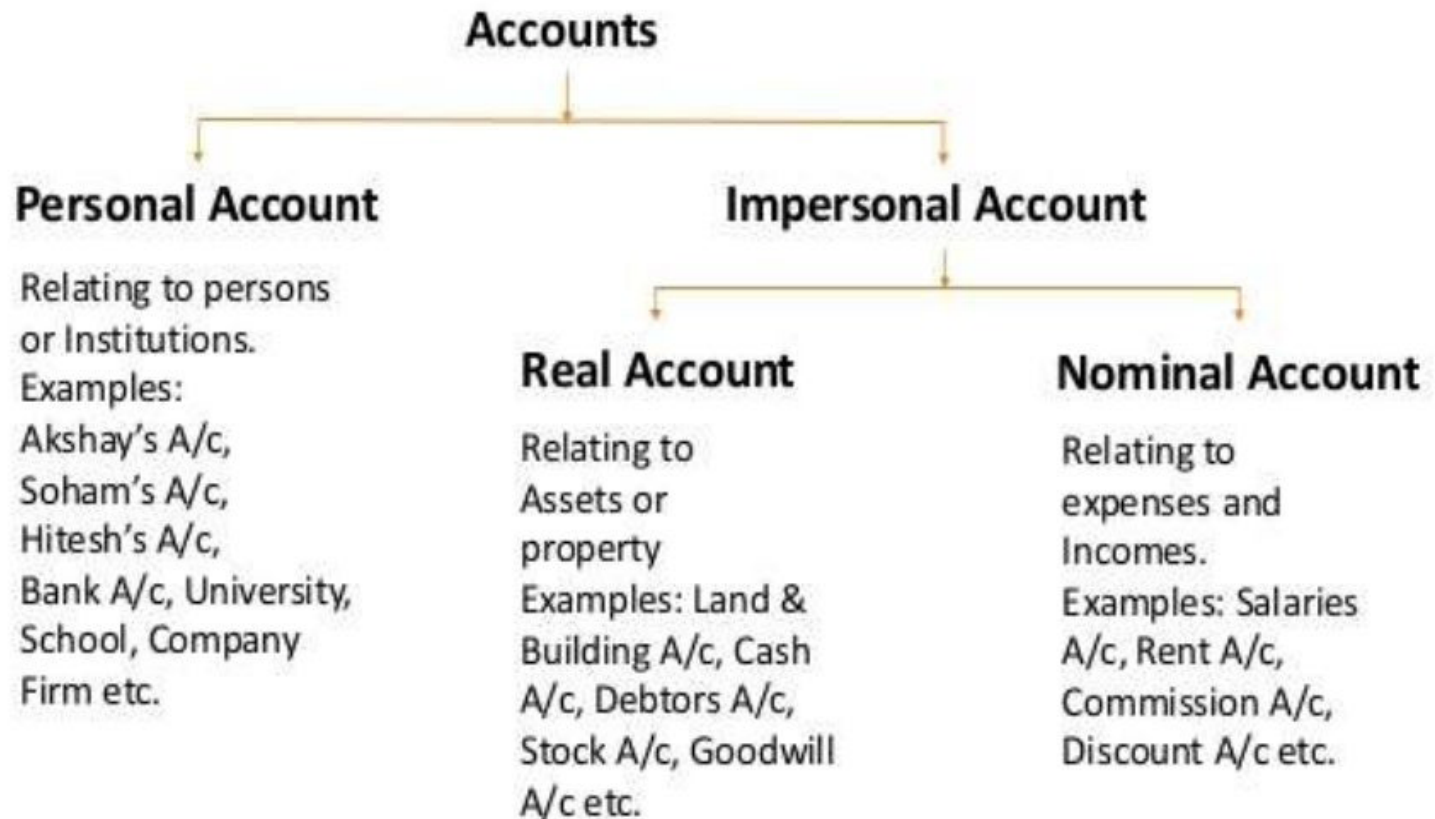 Accounts
Personal Account
Relating to persons
or Institutions.
Examples:
Akshay’s A/c,
Soham’s A/c,
Hitesh’s A/c,
Bank A/c, University,
School, Company
Firm etc.
Impersonal Account
Real Account
Relating to
Assets or
property
Examples: Land &
Building A/c, Cash
A/c, Debtors A/c,
Stock A/c, Goodwill
A/c etc.
Nominal Account
Relating to
expenses and
Incomes.
Examples: Salaries
A/c, Rent A/c,
Commission A/c,
Discount A/c etc.